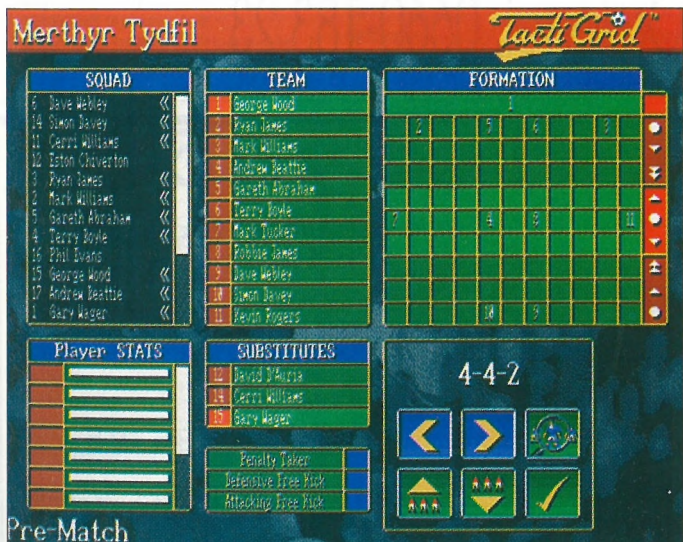 Merthyr Tydfil
Tacti Grid™
SQUAD
6 Dave Webley «
14 Simon Davey «
11 Cerri Williams «
12 Eston Chiverton
3 Ryan James «
2 Mark Williams «
5 Gareth Abraham «
4 Terry Boyle «
16 Phil Evans
15 George Wood «
17 Andrew Beattie «
1 Gary Wager «
TEAM
1 George Wood
2 Ryan James
3 Mark Williams
4 Andrew Beattie
5 Gareth Abraham
6 Terry Boyle
7 Mark Tucker
8 Robbie James
9 Dave Webley
10 Simon Davey
11 Kevin Rogers
FORMATION
1
2 5 6 3
7 4 8 11
10 9
Player STATS
SUBSTITUTES
12 David D'Auria
14 Cerri Williams
15 Gary Wager
Penalty Taker
Defensive Free Kick
Attacking Free Kick
4-4-2
Pre-Match